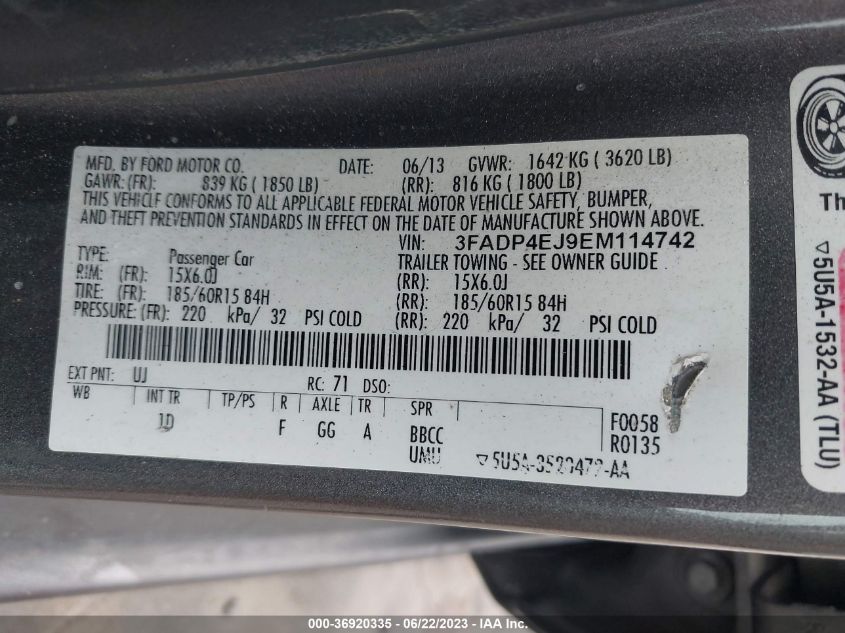 MFD. BY FORD MOTOR CO. DATE: 06/13 GVWR: 1642 KG ( 3620 LB)
GAWR: (FR): 839 KG ( 1850 LB) (RR): 816 KG ( 1800 LB)
THIS VEHICLE CONFORMS TO ALL APPLICABLE FEDERAL MOTOR VEHICLE SAFETY, BUMPER,
AND THEFT PREVENTION STANDARDS IN EFFECT ON THE DATE OF MANUFACTURE SHOWN ABOVE.
VIN: 3FADP4EJ9EM114742
TYPE: Passenger Car TRAILER TOWING - SEE OWNER GUIDE
RIM: (FR): 15X6.0J (RR): 15X6.0J
TIRE: (FR): 185/60R15 84H (RR): 185/60R15 84H
PRESSURE: (FR): 220 kPa/ 32 PSI COLD (RR): 220 kPa/ 32 PSI COLD
EXT PNT: UJ RC: 71 DSO:
WB INT TR TP/PS R AXLE TR SPR
1D F GG A BBCC
UMU
F0058
R0135
▽5U5A-3520472-AA
Th
▽5U5A-1532-AA (TLU)
000-36920335 - 06/22/2023 - IAA Inc.